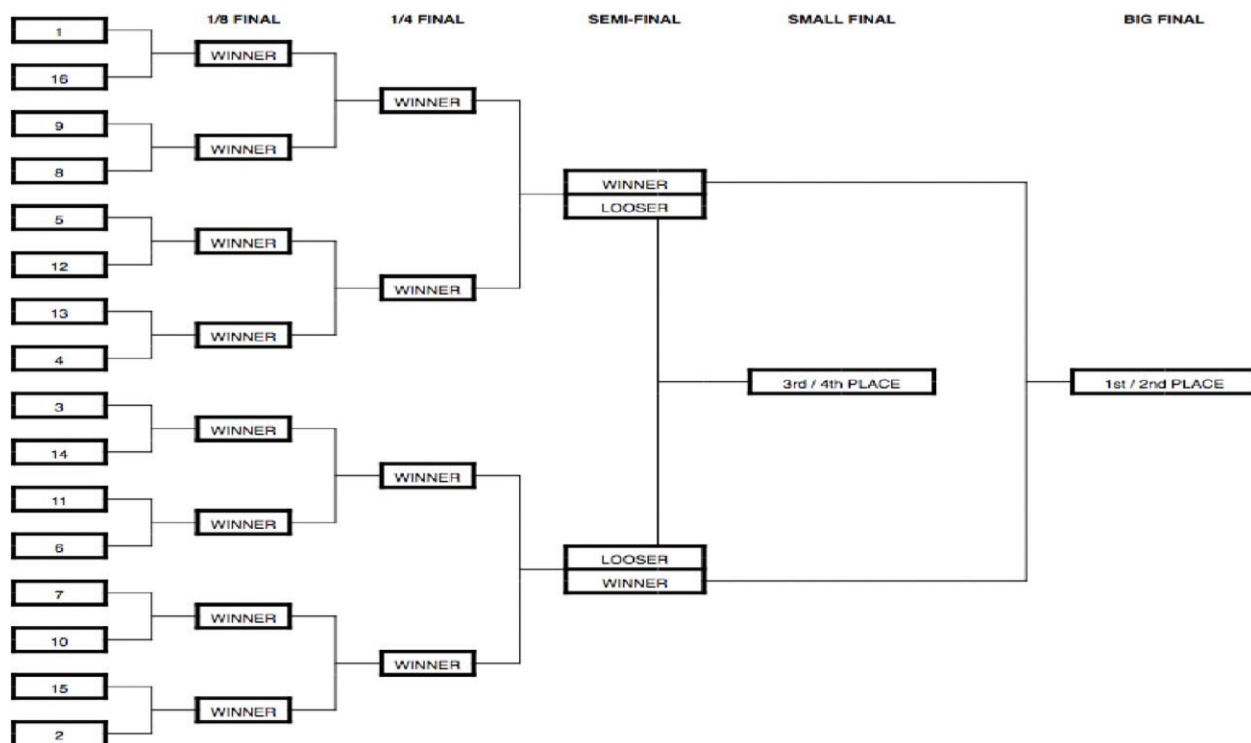 1/8 FINAL 1/4 FINAL SEMI-FINAL SMALL FINAL BIG FINAL
1
WINNER
16
WINNER
9
WINNER
8
WINNER
LOOSER
5
WINNER
12
WINNER
13
WINNER
4
3rd / 4th PLACE 1st / 2nd PLACE
3
WINNER
14
WINNER
11
WINNER
6
LOOSER
WINNER
7
WINNER
10
WINNER
15
WINNER
2